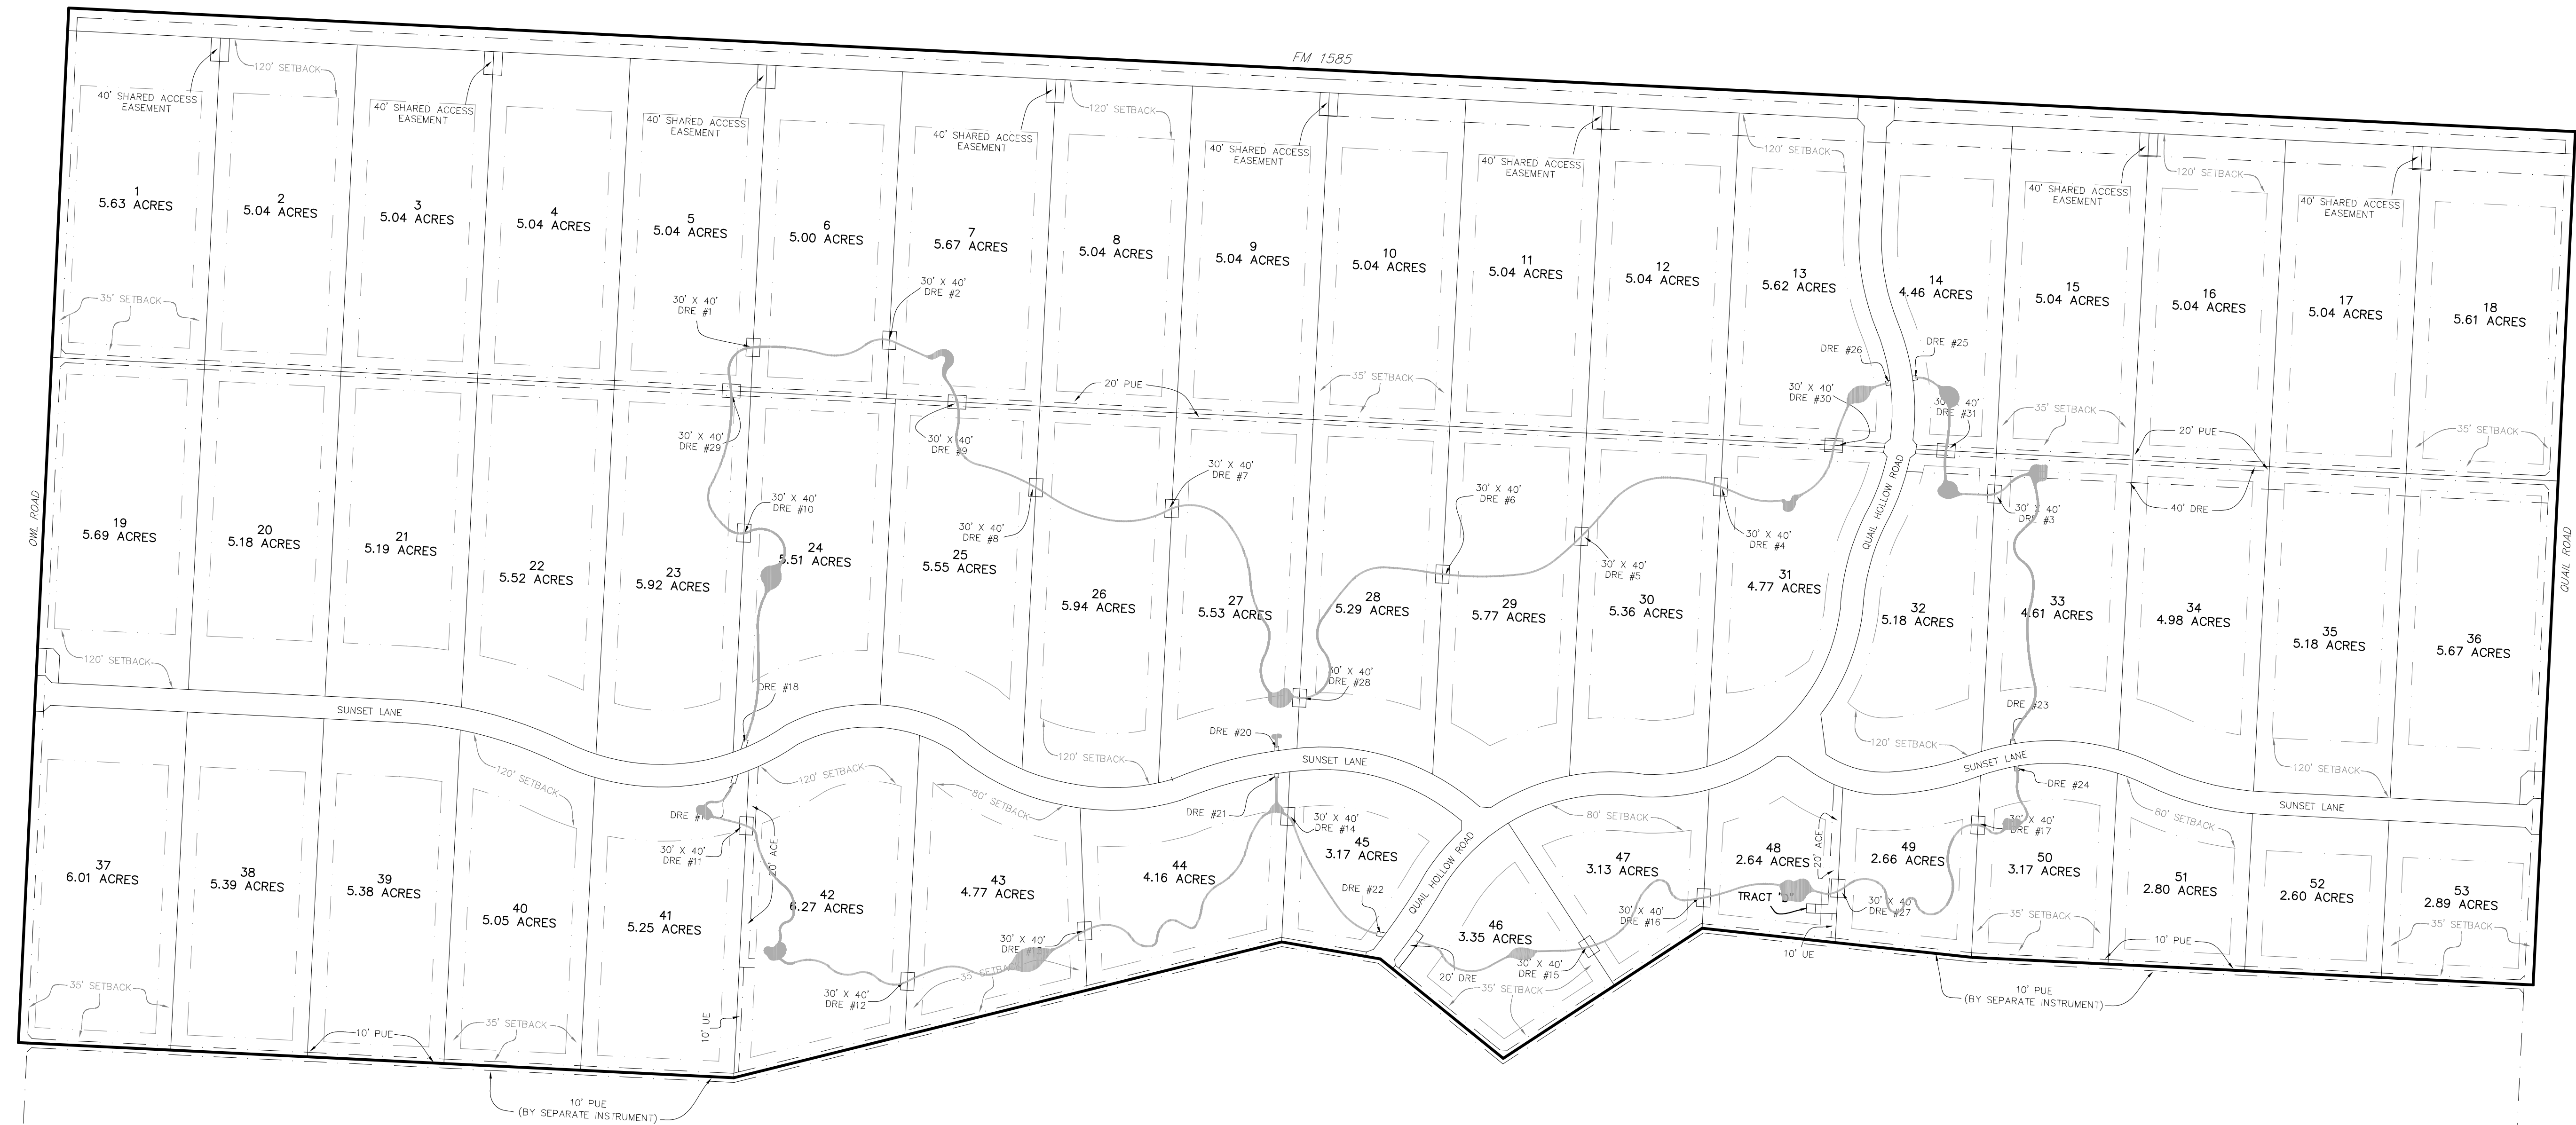 FM 1585
120' SETBACK
120' SETBACK
120' SETBACK
120' SETBACK
40' SHARED ACCESS
EASEMENT
40' SHARED ACCESS
EASEMENT
40' SHARED ACCESS
EASEMENT
40' SHARED ACCESS
EASEMENT
40' SHARED ACCESS
EASEMENT
40' SHARED ACCESS
EASEMENT
40' SHARED ACCESS
EASEMENT
40' SHARED ACCESS
EASEMENT
1
5.63 ACRES
2
5.04 ACRES
3
5.04 ACRES
4
5.04 ACRES
5
5.04 ACRES
6
5.00 ACRES
7
5.67 ACRES
8
5.04 ACRES
9
5.04 ACRES
10
5.04 ACRES
11
5.04 ACRES
12
5.04 ACRES
13
5.62 ACRES
14
4.46 ACRES
15
5.04 ACRES
16
5.04 ACRES
17
5.04 ACRES
18
5.61 ACRES
35' SETBACK
30' X 40'
DRE #1
30' X 40'
DRE #2
DRE #26
DRE #25
20' PUE
35' SETBACK
30' X 40'
DRE #30
30' X 40'
DRE #31
35' SETBACK
20' PUE
35' SETBACK
30' X 40'
DRE #29
30' X 40'
DRE #9
30' X 40'
DRE #7
30' X 40'
DRE #6
30' X 40'
DRE #10
30' X 40'
DRE #8
30' X 40'
DRE #5
30' X 40'
DRE #4
30' X 40'
DRE #3
40' DRE
OWL ROAD
QUAIL HOLLOW ROAD
QUAIL ROAD
19
5.69 ACRES
20
5.18 ACRES
21
5.19 ACRES
22
5.52 ACRES
23
5.92 ACRES
24
5.51 ACRES
25
5.55 ACRES
26
5.94 ACRES
27
5.53 ACRES
28
5.29 ACRES
29
5.77 ACRES
30
5.36 ACRES
31
4.77 ACRES
32
5.18 ACRES
33
4.61 ACRES
34
4.98 ACRES
35
5.18 ACRES
36
5.67 ACRES
120' SETBACK
DRE #18
30' X 40'
DRE #28
DRE #23
SUNSET LANE
DRE #20
120' SETBACK
SUNSET LANE
120' SETBACK
SUNSET LANE
120' SETBACK
SUNSET LANE
120' SETBACK
120' SETBACK
80' SETBACK
DRE #21
DRE #24
80' SETBACK
80' SETBACK
30' X 40'
DRE #11
20' ACE
30' X 40'
DRE #14
QUAIL HOLLOW ROAD
20' ACE
30' X 40'
DRE #17
37
6.01 ACRES
38
5.39 ACRES
39
5.38 ACRES
40
5.05 ACRES
41
5.25 ACRES
42
6.27 ACRES
43
4.77 ACRES
44
4.16 ACRES
45
3.17 ACRES
46
3.35 ACRES
47
3.13 ACRES
48
2.64 ACRES
49
2.66 ACRES
50
3.17 ACRES
51
2.80 ACRES
52
2.60 ACRES
53
2.89 ACRES
DRE #22
30' X 40'
DRE #16
TRACT
30' X 40'
DRE #27
35' SETBACK
35' SETBACK
30' X 40'
10' UE
10' PUE
35' SETBACK
30' X 40'
DRE #12
35' SETBACK
20' DRE
30' X 40'
DRE #15
35' SETBACK
10' PUE
(BY SEPARATE INSTRUMENT)
10' PUE
35' SETBACK
10' UE
10' PUE
(BY SEPARATE INSTRUMENT)